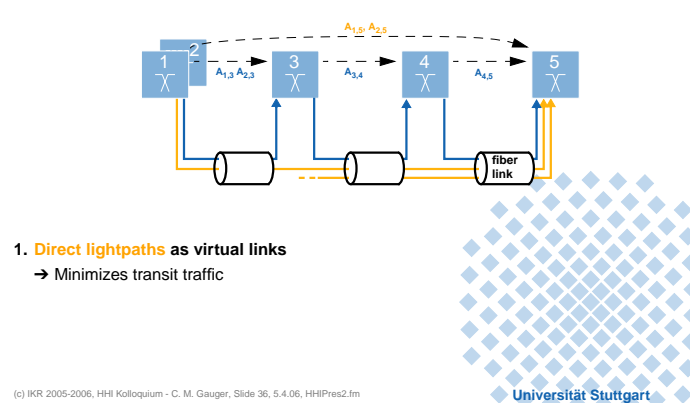 A1,5, A2,5
2
1
3
4
5
A1,3 A2,3
A3,4
A4,5
fiber
link
1. Direct lightpaths as virtual links
➔ Minimizes transit traffic
(c) IKR 2005-2006, HHI Kolloquium - C. M. Gauger, Slide 36, 5.4.06, HHIPres2.fm
Universität Stuttgart